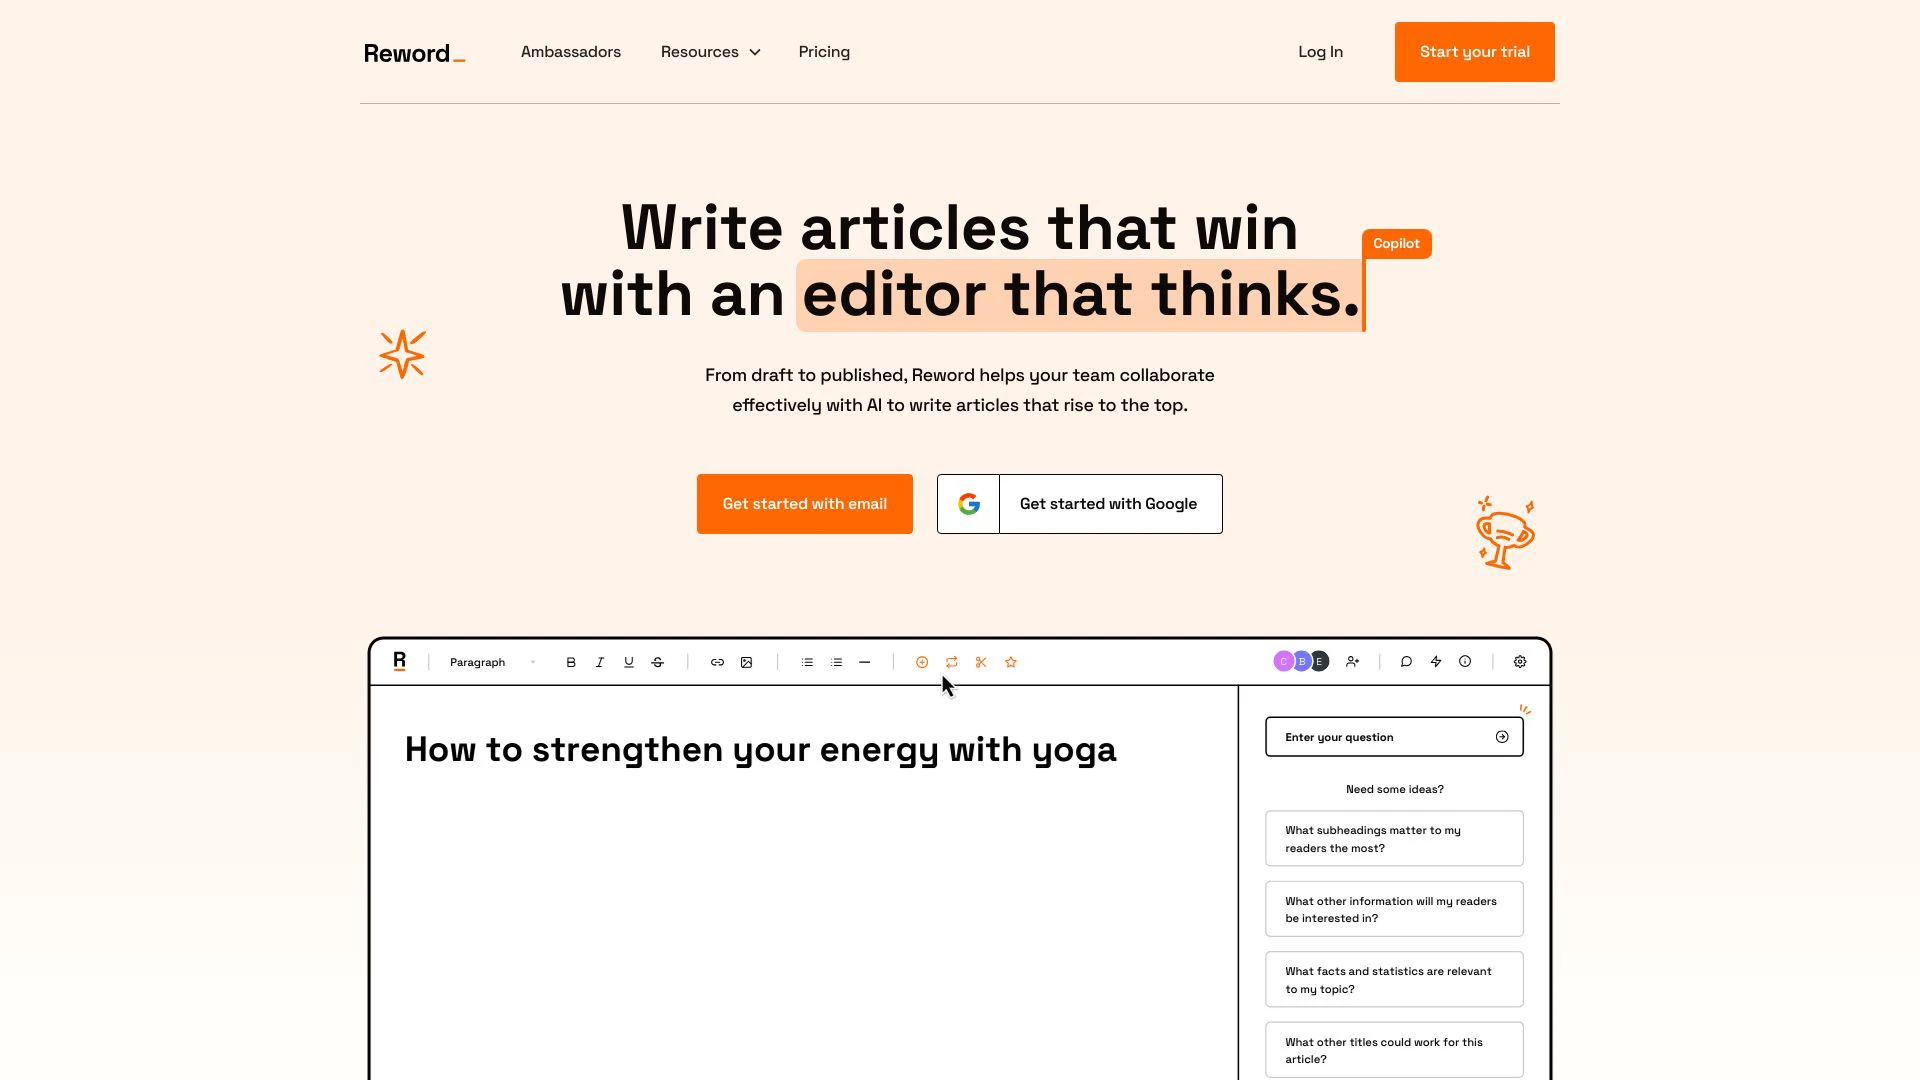 Reword_
Ambassadors
Resources
Pricing
Log In
Start your trial
Write articles that win
with an editor that thinks.
Copilot
From draft to published, Reword helps your team collaborate
effectively with AI to write articles that rise to the top.
Get started with email
Get started with Google
R
Paragraph
B
I
U
S
C
B
E
How to strengthen your energy with yoga
Enter your question
Need some ideas?
What subheadings matter to my
readers the most?
What other information will my readers
be interested in?
What facts and statistics are relevant
to my topic?
What other titles could work for this
article?